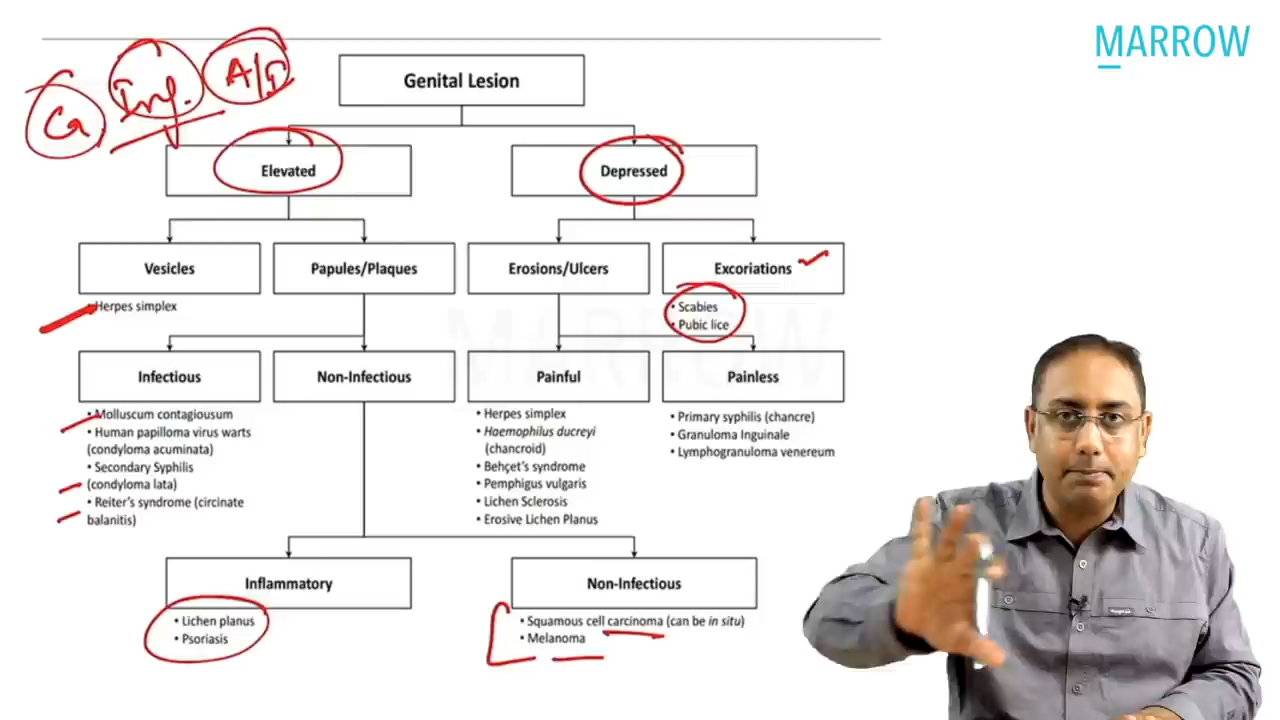 MARROW
G Inf. A/I
Genital Lesion
Elevated
Depressed
Vesicles
Papules/Plaques
Erosions/Ulcers
Excoriations
• Herpes simplex
• Scabies
• Pubic lice
MARROW
Infectious
Non-Infectious
Painful
Painless
• Molluscum contagiousum
• Human papilloma virus warts
(condyloma acuminata)
• Secondary Syphilis
(condyloma lata)
• Reiter's syndrome (circinate
balanitis)
• Herpes simplex
• Haemophilus ducreyi
(chancroid)
• Behçet's syndrome
• Pemphigus vulgaris
• Lichen Sclerosis
• Erosive Lichen Planus
• Primary syphilis (chancre)
• Granuloma Inguinale
• Lymphogranuloma venereum
Inflammatory
Non-Infectious
• Lichen planus
• Psoriasis
• Squamous cell carcinoma (can be in situ)
• Melanoma